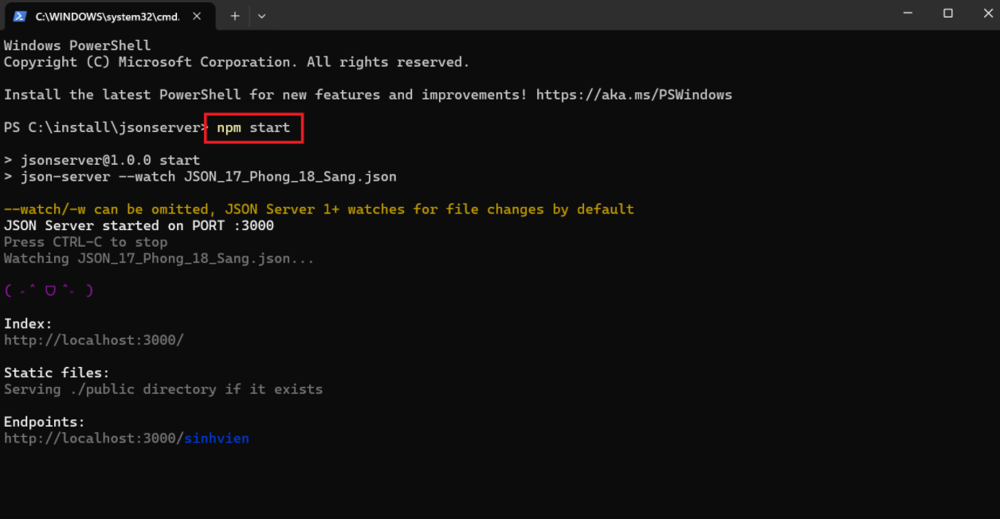 C:\WINDOWS\system32\cmd.
Windows PowerShell
Copyright (C) Microsoft Corporation. All rights reserved.
Install the latest PowerShell for new features and improvements! https://aka.ms/PSWindows
PS C:\install\jsonserver> npm start
> jsonserver@1.0.0 start
> json-server --watch JSON_17_Phong_18_Sang.json
--watch/-w can be omitted, JSON Server 1+ watches for file changes by default
JSON Server started on PORT :3000
Press CTRL-C to stop
Watching JSON_17_Phong_18_Sang.json...
( ˶ˆ ᗜ ˆ˵ )
Index:
http://localhost:3000/
Static files:
Serving ./public directory if it exists
Endpoints:
http://localhost:3000/sinhvien